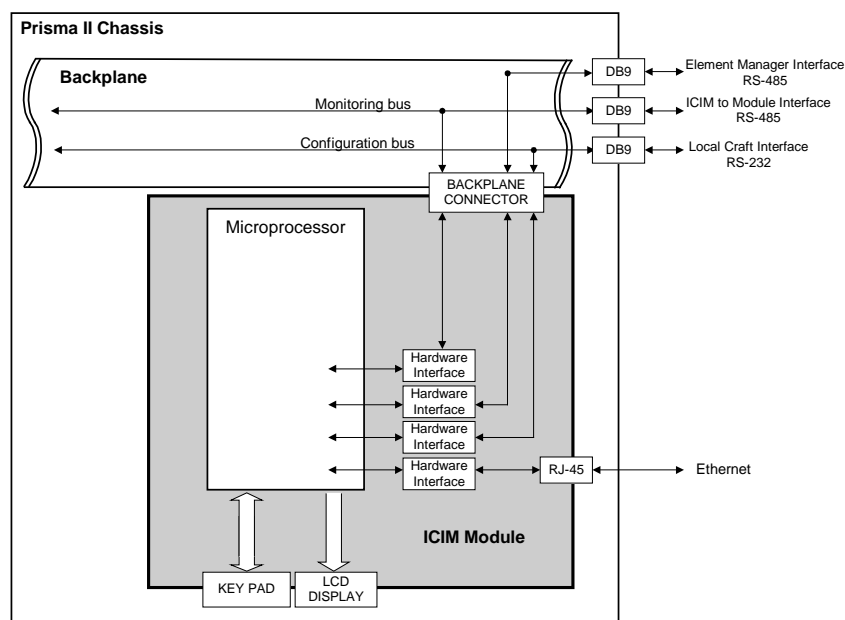 Prisma II Chassis
Backplane
Monitoring bus
Configuration bus
DB9
Element Manager Interface
RS-485
DB9
ICIM to Module Interface
RS-485
DB9
Local Craft Interface
RS-232
BACKPLANE
CONNECTOR
Microprocessor
Hardware
Interface
Hardware
Interface
Hardware
Interface
Hardware
Interface
RJ-45
Ethernet
ICIM Module
KEY PAD
LCD
DISPLAY